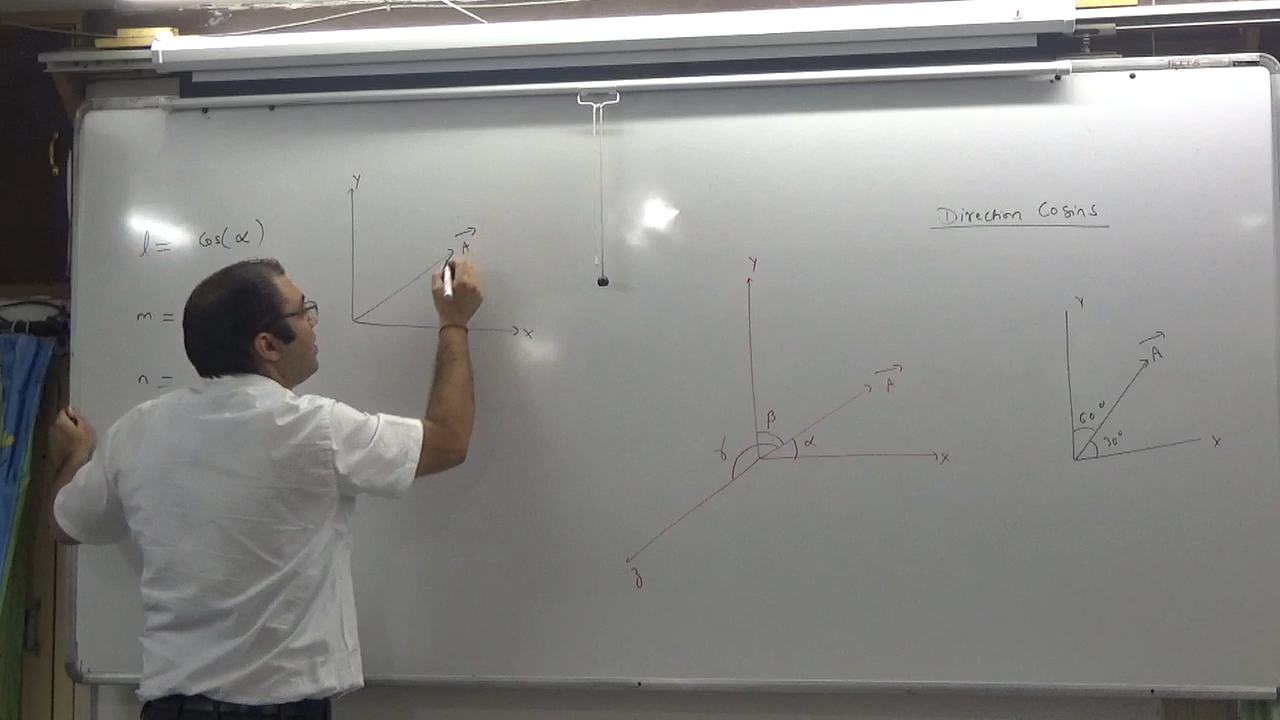 Direction Cosins
l = Cos(α)
m =
n =
Y
A
X
Y
β
A
γ
α
X
z
Y
A
60°
30°
X